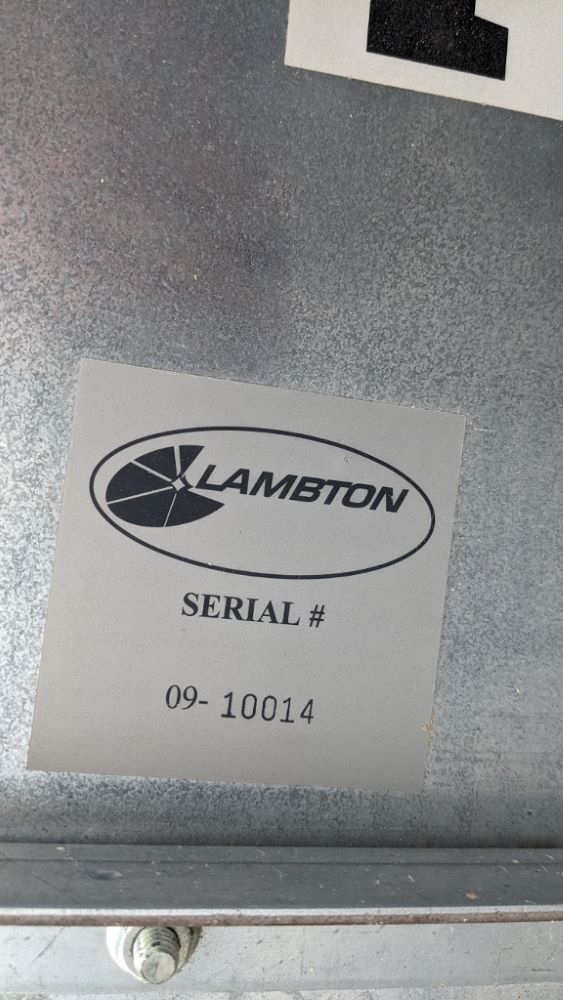 LAMBTON
SERIAL #
09- 10014